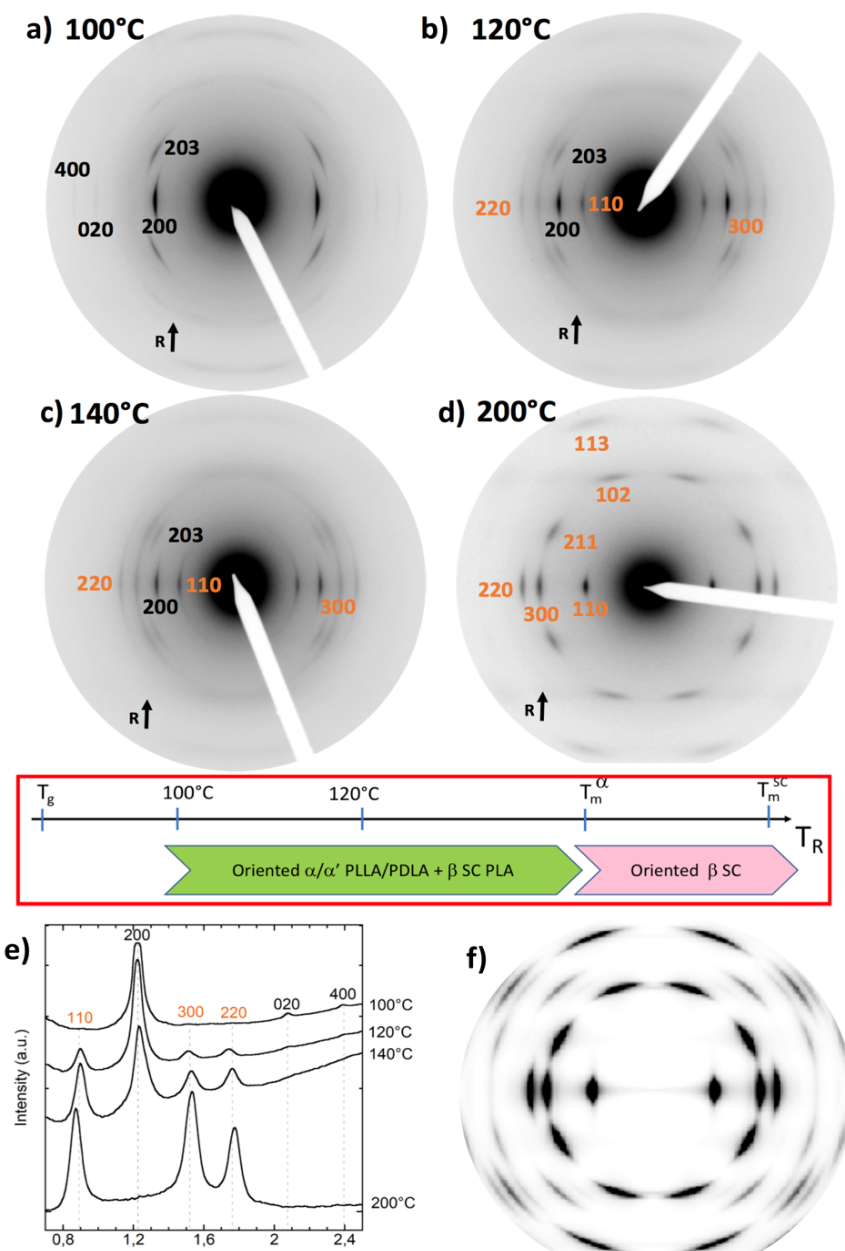 a) 100°C
b) 120°C
203
400
020
200
R
203
220
110
200
300
R
c) 140°C
d) 200°C
203
220
110
200
300
R
113
102
211
220
300
110
R
Tg
100°C
120°C
Tmα
TmSC
TR
Oriented α/α’ PLLA/PDLA + β SC PLA
Oriented β SC
e)
200
110
300
220
020
400
100°C
120°C
140°C
200°C
Intensity (a.u.)
0,8
1,2
1,6
2
2,4
f)